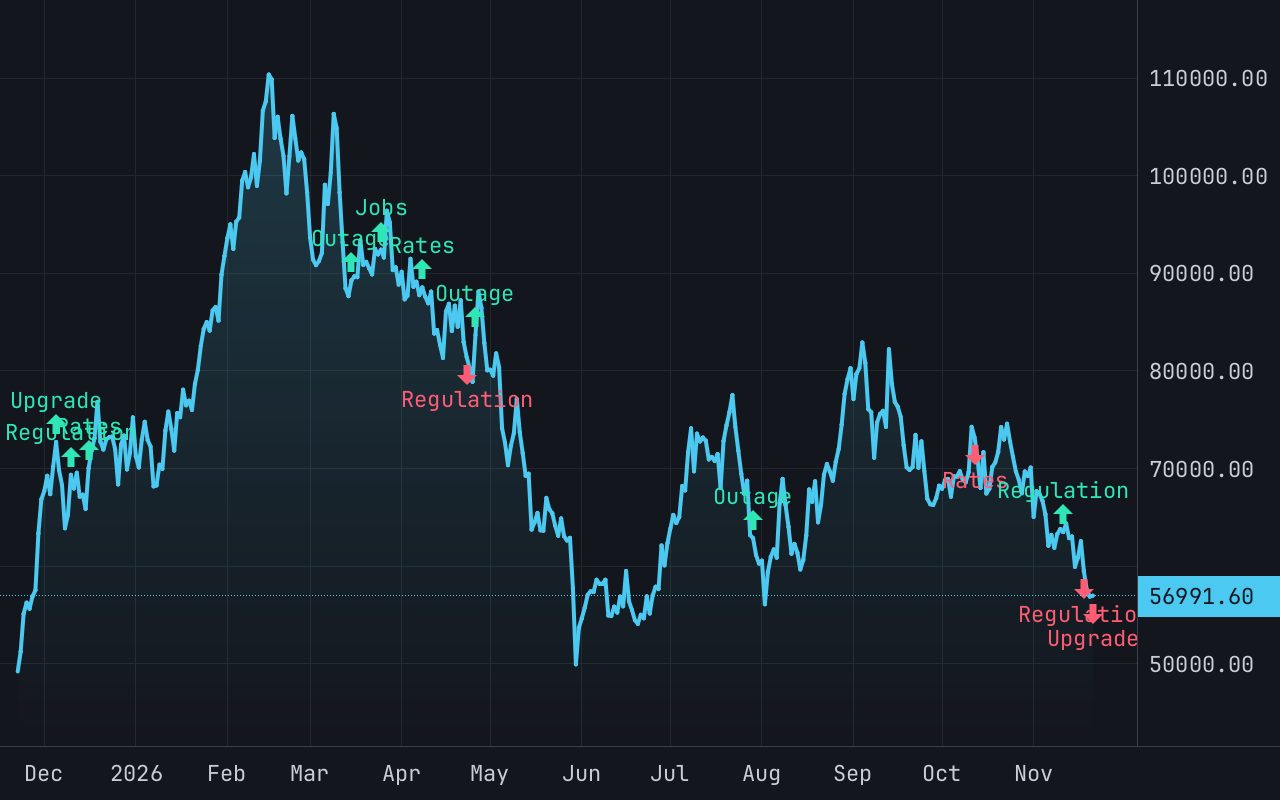 110000.00
100000.00
Jobs
Outage
Rates
90000.00
Outage
80000.00
Regulation
Upgrade
Rates
Regulation
70000.00
Rates
Regulation
Outage
56991.60
Regulatio
Upgrade
50000.00
Dec
2026
Feb
Mar
Apr
May
Jun
Jul
Aug
Sep
Oct
Nov